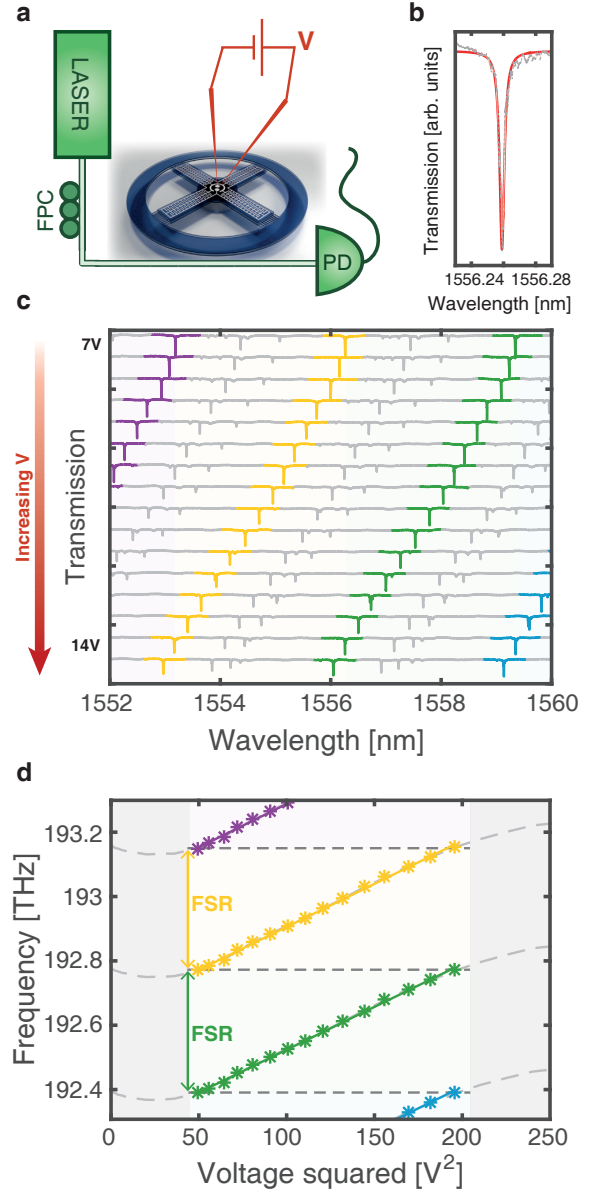 a
LASER
V
FPC
PD
b
Transmission [arb. units]
1556.24 1556.28
Wavelength [nm]
c
Increasing V
Transmission
7V
14V
1552 1554 1556 1558 1560
Wavelength [nm]
d
Frequency [THz]
193.2
193
192.8
192.6
192.4
FSR
FSR
0 50 100 150 200 250
Voltage squared [V²]